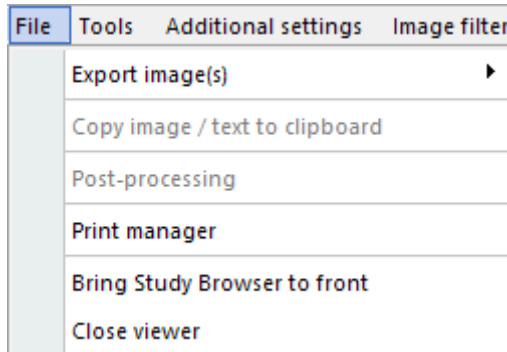 File Tools Additional settings Image filter
Export image(s)
Copy image / text to clipboard
Post-processing
Print manager
Bring Study Browser to front
Close viewer